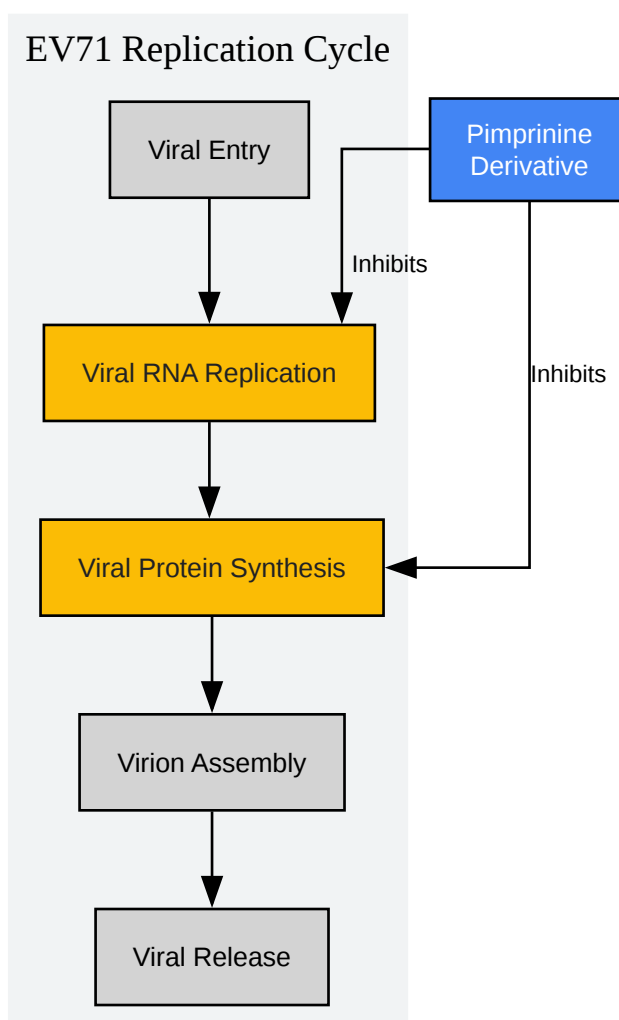 EV71 Replication Cycle
Viral Entry
Pimprinine
Derivative
Inhibits
Viral RNA Replication
Inhibits
Viral Protein Synthesis
Virion Assembly
Viral Release